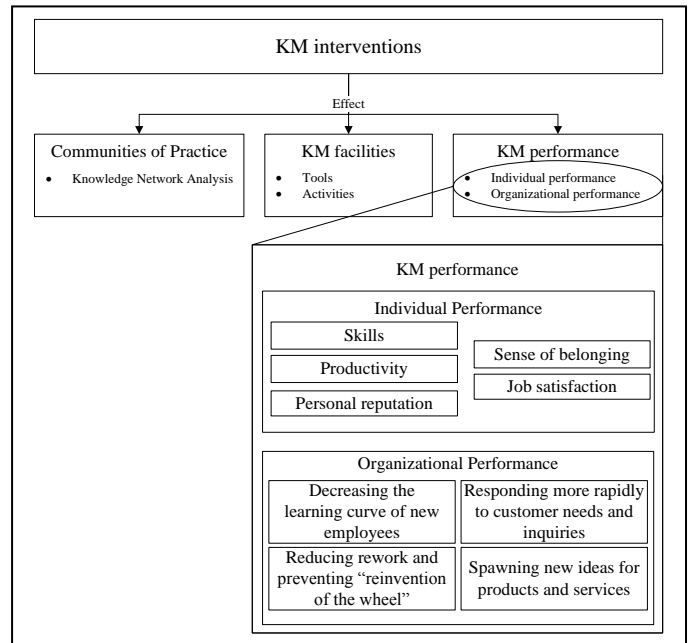 KM interventions
Effect
Communities of Practice
• Knowledge Network Analysis
KM facilities
• Tools
• Activities
KM performance
• Individual performance
• Organizational performance
KM performance
Individual Performance
Skills
Productivity
Personal reputation
Sense of belonging
Job satisfaction
Organizational Performance
Decreasing the
learning curve of new
employees
Responding more rapidly
to customer needs and
inquiries
Reducing rework and
preventing “reinvention
of the wheel”
Spawning new ideas for
products and services